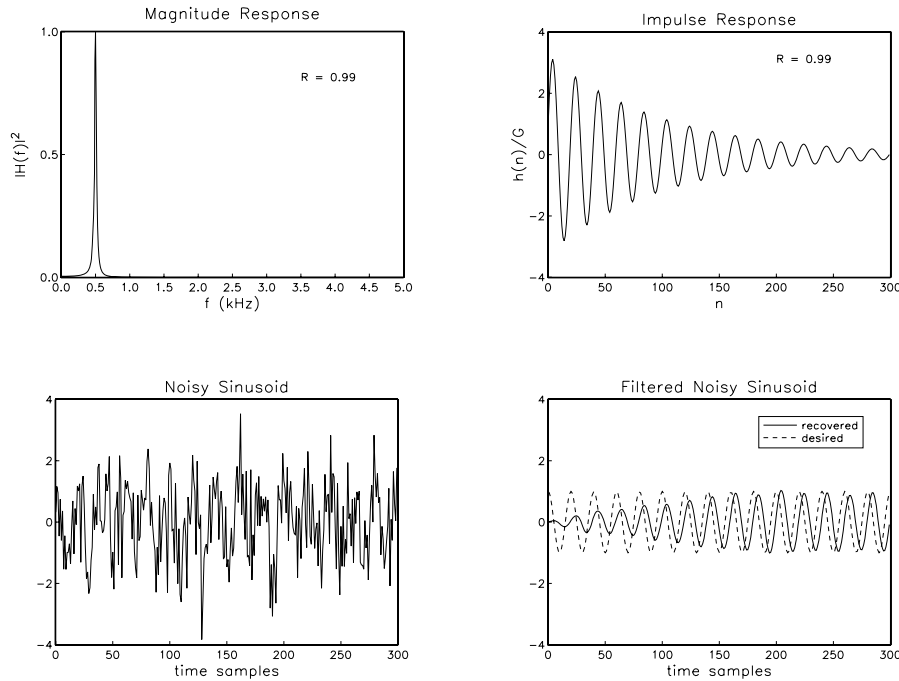 Magnitude Response
1.0
0.5
0.0
|H(f)|²
R = 0.99
0.0 0.5 1.0 1.5 2.0 2.5 3.0 3.5 4.0 4.5 5.0
f (kHz)
Impulse Response
4
2
0
−2
−4
h(n)/G
R = 0.99
0 50 100 150 200 250 300
n
Noisy Sinusoid
4
2
0
−2
−4
0 50 100 150 200 250 300
time samples
Filtered Noisy Sinusoid
4
2
0
−2
−4
recovered
desired
0 50 100 150 200 250 300
time samples